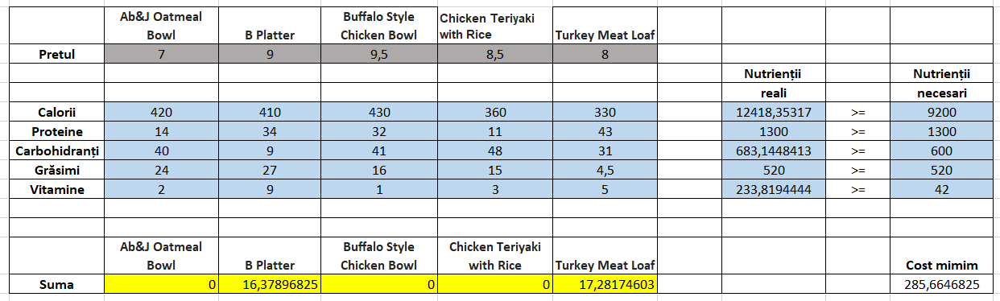 Ab&J Oatmeal Bowl B Platter Buffalo Style Chicken Bowl Chicken Teriyaki with Rice Turkey Meat Loaf
Pretul 7 9 9,5 8,5 8
Nutrienții Nutrienții
reali necesari
Calorii 420 410 430 360 330 12418,35317 >= 9200
Proteine 14 34 32 11 43 1300 >= 1300
Carbohidranți 40 9 41 48 31 683,1448413 >= 600
Grăsimi 24 27 16 15 4,5 520 >= 520
Vitamine 2 9 1 3 5 233,8194444 >= 42
Ab&J Oatmeal Bowl B Platter Buffalo Style Chicken Bowl Chicken Teriyaki with Rice Turkey Meat Loaf Cost mimim
Suma 0 16,37896825 0 0 17,28174603 285,6646825